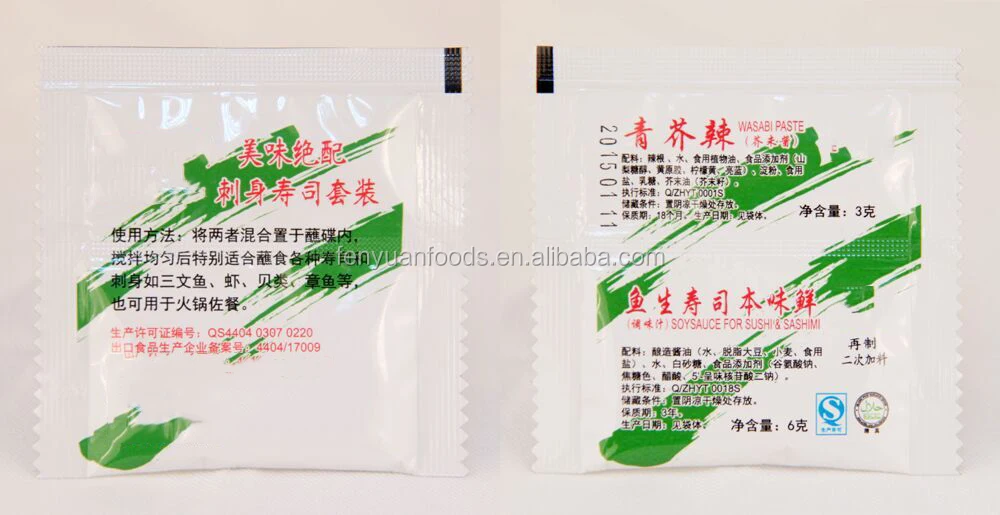 美味绝配
刺身寿司套装
使用方法：将两者混合置于蘸碟内，
搅拌均匀后特别适合蘸食各种寿司和
刺身如三文鱼、虾、贝类、章鱼等，
也可用于火锅佐餐。
生产许可证编号：QS4404 0307 0220
出口食品生产企业备案号：4404/17009
20150111
青芥辣 WASABI PASTE
(芥末酱)
配料：辣根、水、食用植物油、食品添加剂（山
梨糖醇、黄原胶、柠檬黄、亮蓝）、淀粉、食用
盐、乳糖、芥末油（芥末籽）。
执行标准：Q/ZHYT 0001S
储藏条件：置阴凉干燥处存放。
保质期：18个月。生产日期：见袋体。
净含量：3克
tenyuanfoods.en.alibaba.com
鱼生寿司本味鲜
(调味汁) SOYSAUCE FOR SUSHI & SASHIMI
配料：酿造酱油（水、脱脂大豆、小麦、食用
盐）、水、白砂糖、食品添加剂（谷氨酸钠、
焦糖色、醋酸、5'-呈味核苷酸二钠）。
执行标准：Q/ZHYT 0018S
储藏条件：置阴凉干燥处存放。
保质期：3年。
生产日期：见袋体。
净含量：6克
再制
二次加料
生产许可